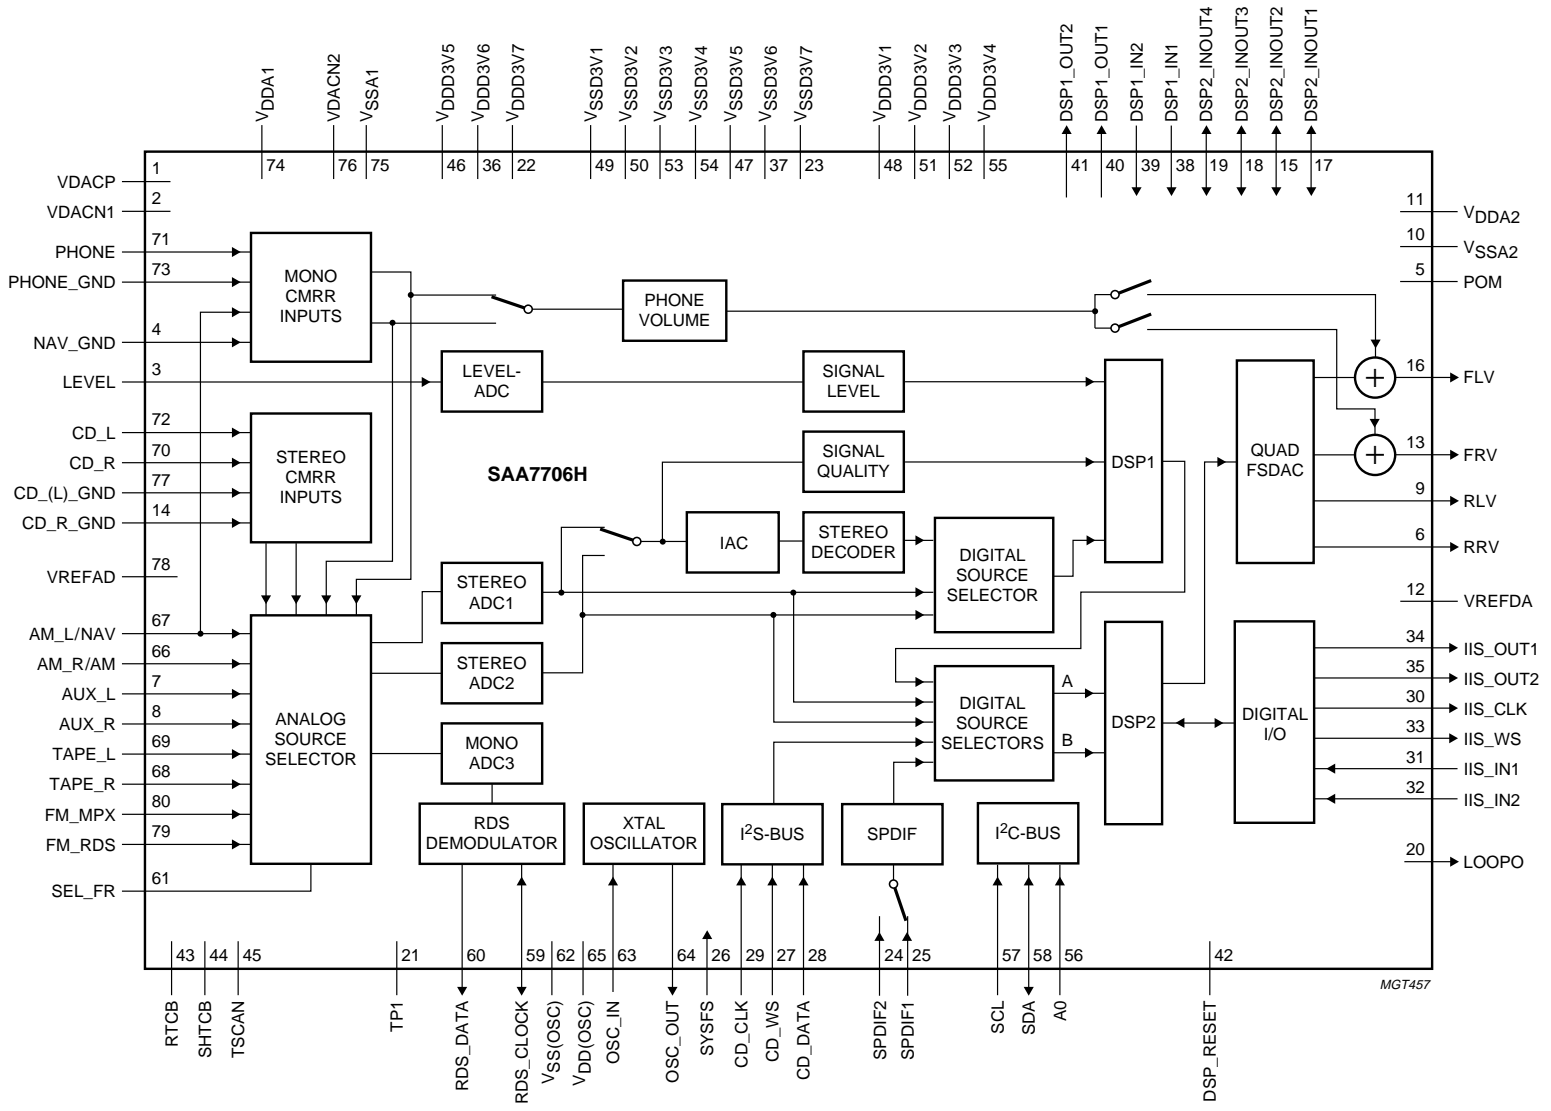 VDDA1
VDACN2
VSSA1
VDDD3V5
VDDD3V6
VDDD3V7
VSSD3V1
VSSD3V2
VSSD3V3
VSSD3V4
VSSD3V5
VSSD3V6
VSSD3V7
VDDD3V1
VDDD3V2
VDDD3V3
VDDD3V4
DSP1_OUT2
DSP1_OUT1
DSP1_IN2
DSP1_IN1
DSP2_INOUT4
DSP2_INOUT3
DSP2_INOUT2
DSP2_INOUT1
74 76 75 46 36 22 49 50 53 54 47 37 23 48 51 52 55 41 40 39 38 19 18 15 17
VDACP 1
VDACN1 2
PHONE 71
PHONE_GND 73
NAV_GND 4
LEVEL 3
CD_L 72
CD_R 70
CD_(L)_GND 77
CD_R_GND 14
VREFAD 78
AM_L/NAV 67
AM_R/AM 66
AUX_L 7
AUX_R 8
TAPE_L 69
TAPE_R 68
FM_MPX 80
FM_RDS 79
SEL_FR 61
MONO
CMRR
INPUTS
STEREO
CMRR
INPUTS
ANALOG
SOURCE
SELECTOR
PHONE
VOLUME
LEVEL-
ADC
SIGNAL
LEVEL
SAA7706H
SIGNAL
QUALITY
IAC
STEREO
DECODER
STEREO
ADC1
STEREO
ADC2
MONO
ADC3
RDS
DEMODULATOR
XTAL
OSCILLATOR
I2S-BUS
SPDIF
I2C-BUS
DIGITAL
SOURCE
SELECTOR
DIGITAL
SOURCE
SELECTORS
A
B
DSP1
DSP2
QUAD
FSDAC
DIGITAL
I/O
+
+
11 VDDA2
10 VSSA2
5 POM
16 FLV
13 FRV
9 RLV
6 RRV
12 VREFDA
34 IIS_OUT1
35 IIS_OUT2
30 IIS_CLK
33 IIS_WS
31 IIS_IN1
32 IIS_IN2
20 LOOPO
43 44 45 21 60 59 62 65 63 64 26 29 27 28 24 25 57 58 56 42
RTCB
SHTCB
TSCAN
TP1
RDS_DATA
RDS_CLOCK
VSS(OSC)
VDD(OSC)
OSC_IN
OSC_OUT
SYSFS
CD_CLK
CD_WS
CD_DATA
SPDIF2
SPDIF1
SCL
SDA
A0
DSP_RESET
MGT457